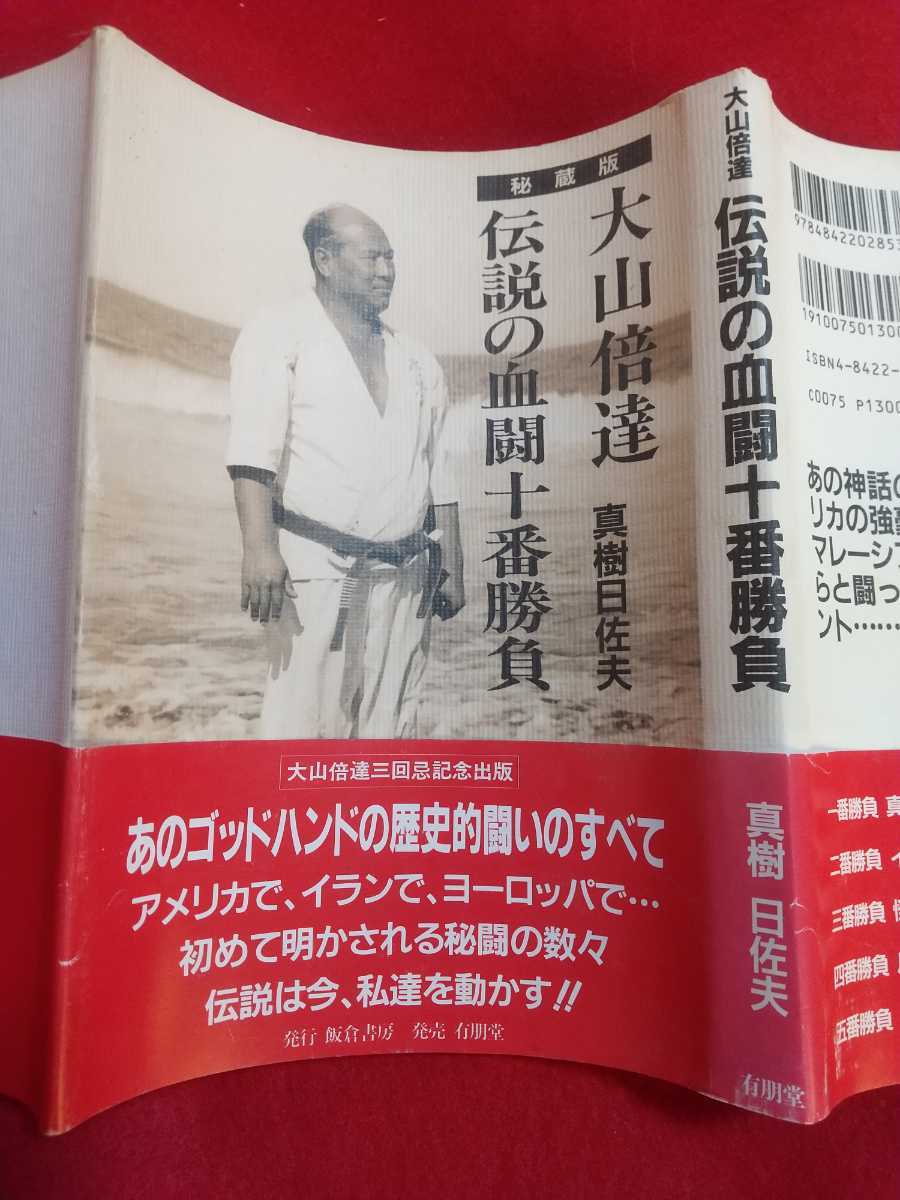 秘蔵版
大山倍達
伝説の血闘十番勝負
真樹日佐夫
大山倍達三回忌記念出版
あのゴッドハンドの歴史的闘いのすべて
アメリカで、イランで、ヨーロッパで…
初めて明かされる秘闘の数々
伝説は今、私達を動かす!!
発行 飯倉書房 発売 有朋堂
大山倍達 伝説の血闘十番勝負
真樹 日佐夫
有朋堂
978484220285
191007501300
ISBN4-8422-
C0075 P1300
あの神話の
リカの強豪
マレーシア
らと闘っ
ント……
一番勝負 真
二番勝負 イ
三番勝負
四番勝負
五番勝負